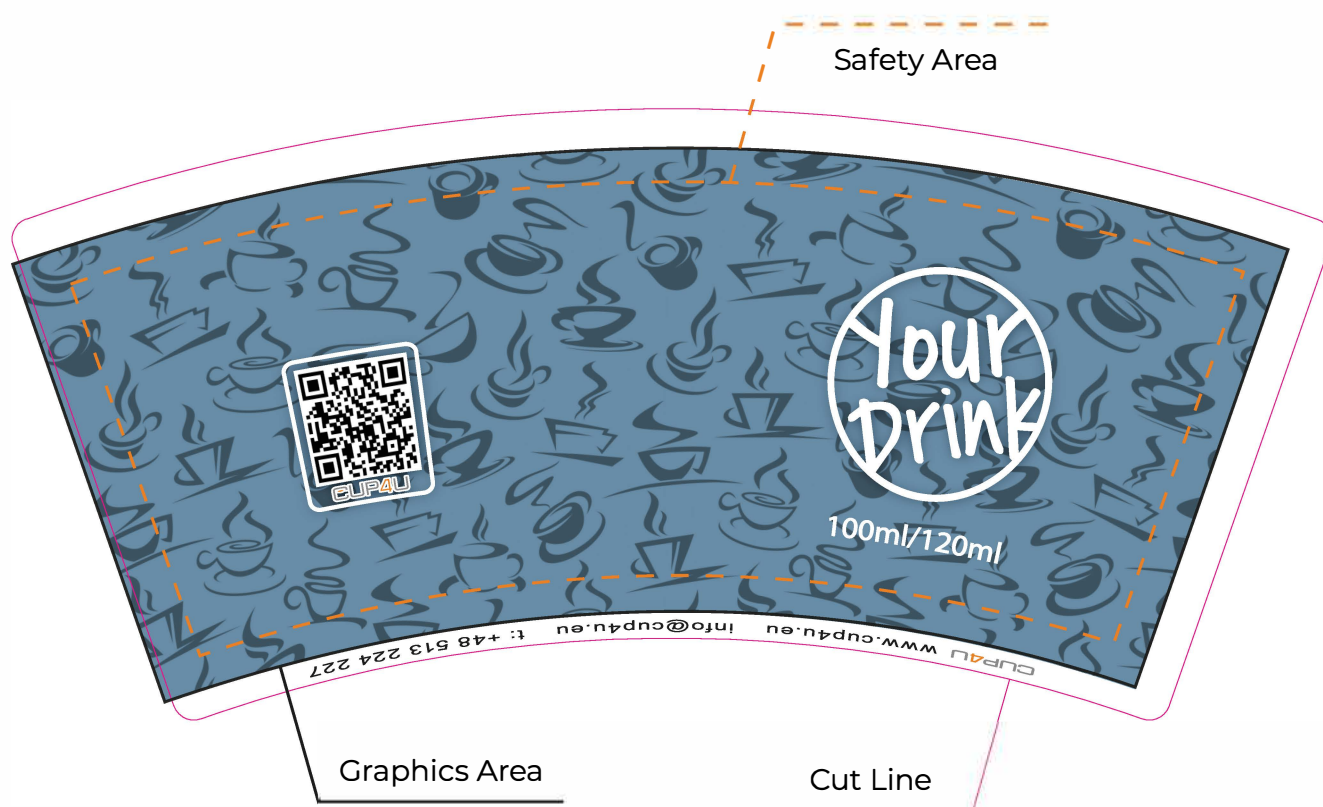 Safety Area
Your
Drink
CUP4U
100ml/120ml
CUP4U www.cup4u.eu info@cup4u.eu t: +48 513 224 227
Graphics Area
Cut Line